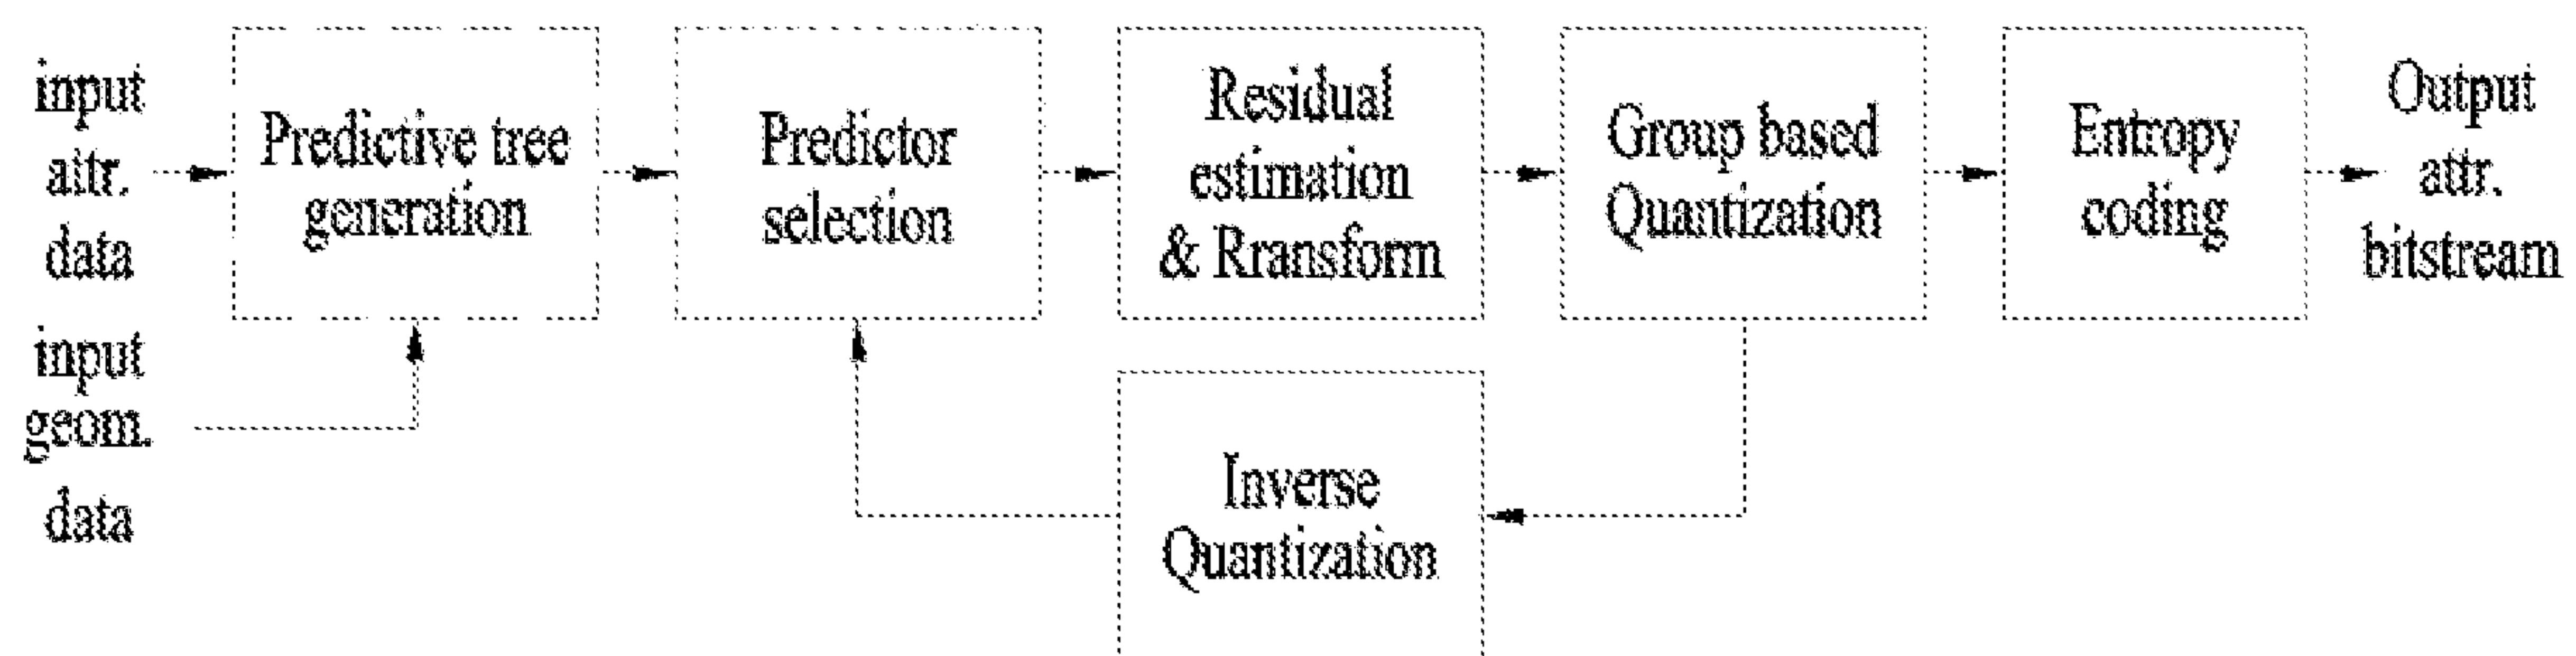 input
attr.
data
input
geom.
data
Predictive tree
generation
Predictor
selection
Residual
estimation
& Rransform
Group based
Quantization
Entropy
coding
Output
attr.
bitstream
Inverse
Quantization